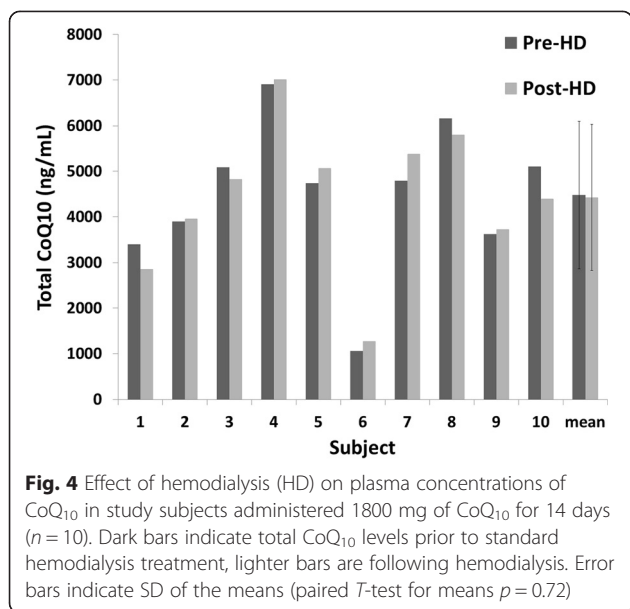 Pre-HD
Post-HD
8000
7000
6000
5000
4000
3000
2000
1000
0
Total CoQ10 (ng/mL)
1 2 3 4 5 6 7 8 9 10 mean
Subject
Fig. 4 Effect of hemodialysis (HD) on plasma concentrations of
CoQ10 in study subjects administered 1800 mg of CoQ10 for 14 days
(n = 10). Dark bars indicate total CoQ10 levels prior to standard
hemodialysis treatment, lighter bars are following hemodialysis. Error
bars indicate SD of the means (paired T-test for means p = 0.72)